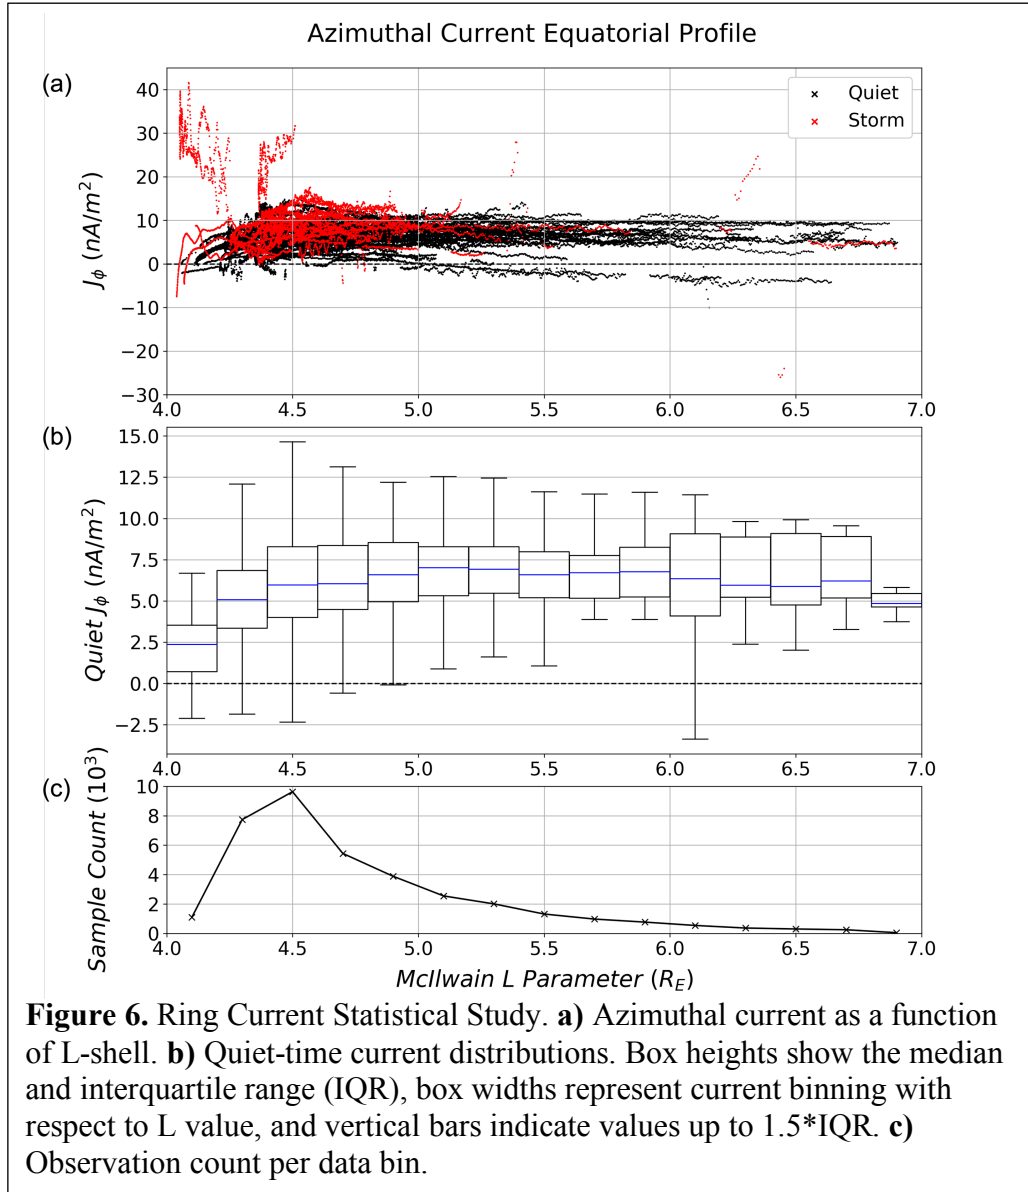 Azimuthal Current Equatorial Profile
(a)
40
30
20
10
0
−10
−20
−30
J_ϕ (nA/m²)
Quiet
Storm
4.0 4.5 5.0 5.5 6.0 6.5 7.0
(b)
15.0
12.5
10.0
7.5
5.0
2.5
0.0
−2.5
Quiet J_ϕ (nA/m²)
4.0 4.5 5.0 5.5 6.0 6.5 7.0
(c)
10
8
6
4
2
0
Sample Count (10³)
4.0 4.5 5.0 5.5 6.0 6.5 7.0
McIlwain L Parameter (R_E)
Figure 6. Ring Current Statistical Study. a) Azimuthal current as a function
of L-shell. b) Quiet-time current distributions. Box heights show the median
and interquartile range (IQR), box widths represent current binning with
respect to L value, and vertical bars indicate values up to 1.5*IQR. c)
Observation count per data bin.